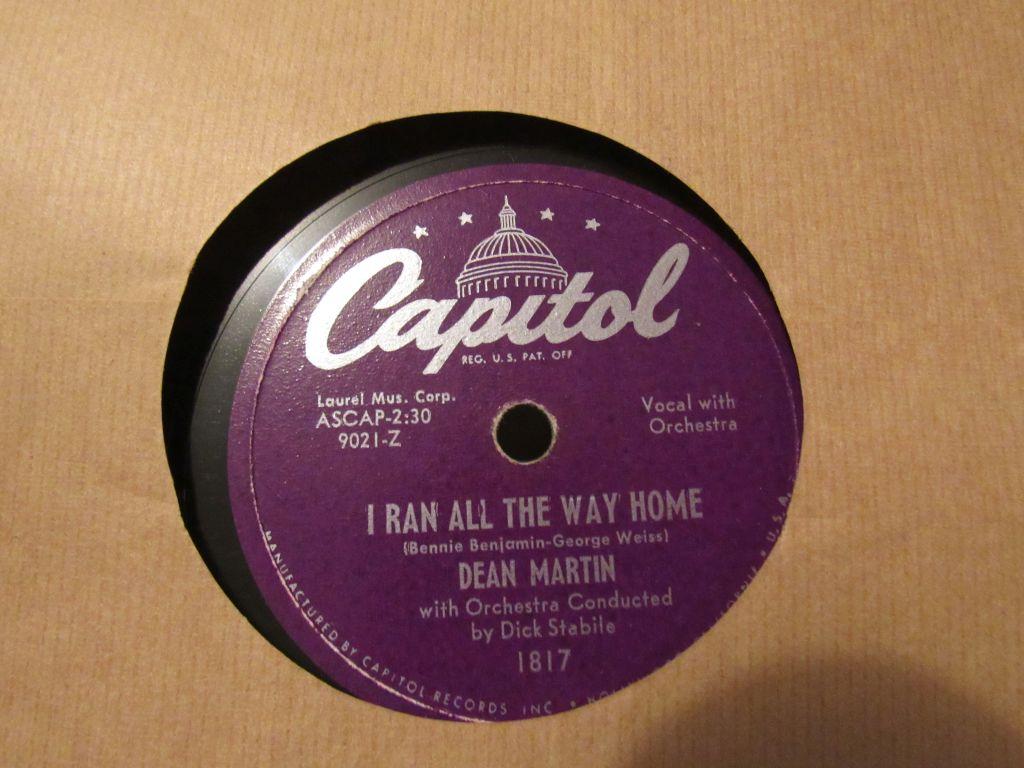 Capitol
REG. U.S. PAT. OFF
Laurel Mus. Corp.
ASCAP-2:30
9021-Z
Vocal with
Orchestra
I RAN ALL THE WAY HOME
(Bennie Benjamin-George Weiss)
DEAN MARTIN
with Orchestra Conducted
by Dick Stabile
1817
MANUFACTURED BY CAPITOL RECORDS INC • U.S.A.